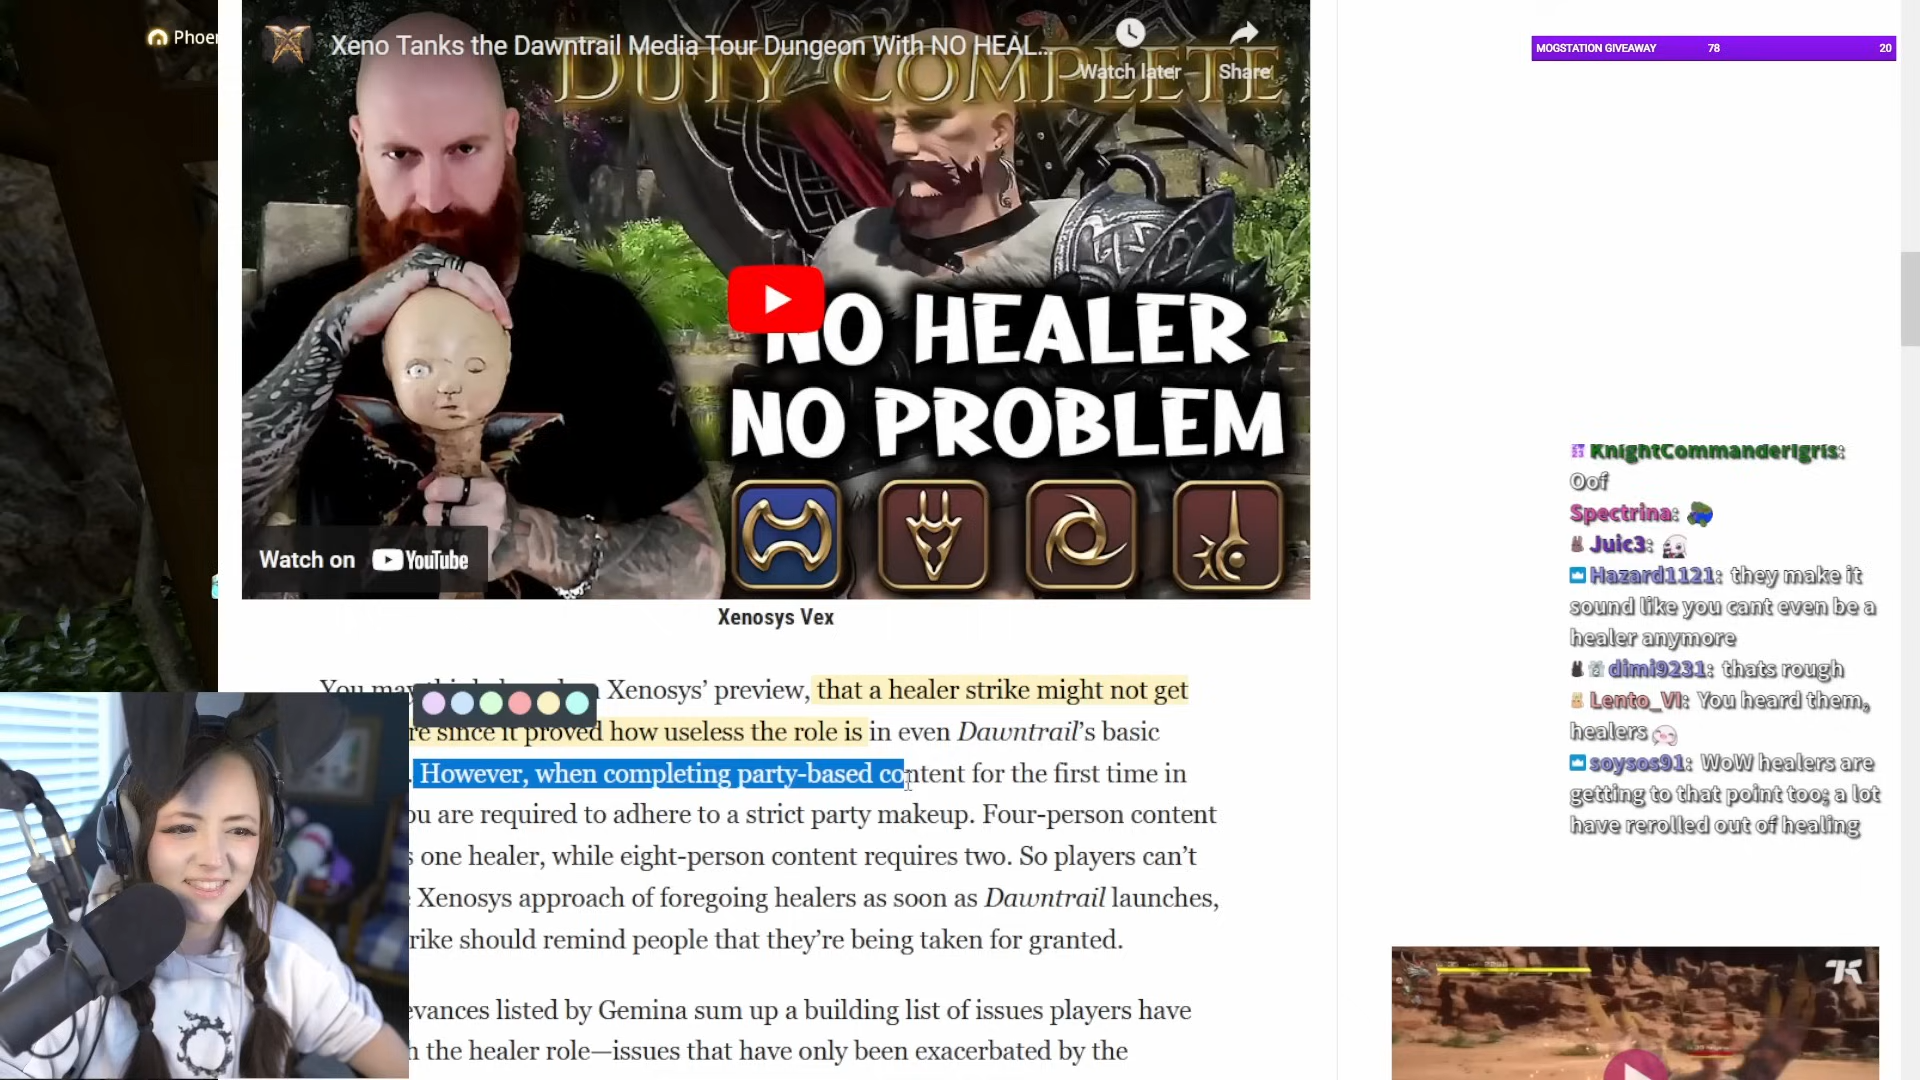 Phoen
Xeno Tanks the Dawntrail Media Tour Dungeon With NO HEAL...
Watch later
Share
DUTY COMPLETE
MOGSTATION GIVEAWAY 78 20
NO HEALER
NO PROBLEM
Watch on YouTube
Xenosys Vex
KnightCommanderIgris:
Oof
Spectrina:
Juic3:
Hazard1121: they make it
sound like you cant even be a
healer anymore
dimi9231: thats rough
Lento_VI: You heard them,
healers
soysos91: WoW healers are
getting to that point too; a lot
have rerolled out of healing
You may Xenosys’ preview, that a healer strike might not get
re since it proved how useless the role is in even Dawntrail’s basic
. However, when completing party-based content for the first time in
ou are required to adhere to a strict party makeup. Four-person content
s one healer, while eight-person content requires two. So players can’t
Xenosys approach of foregoing healers as soon as Dawntrail launches,
rike should remind people that they’re being taken for granted.
evances listed by Gemina sum up a building list of issues players have
h the healer role—issues that have only been exacerbated by the